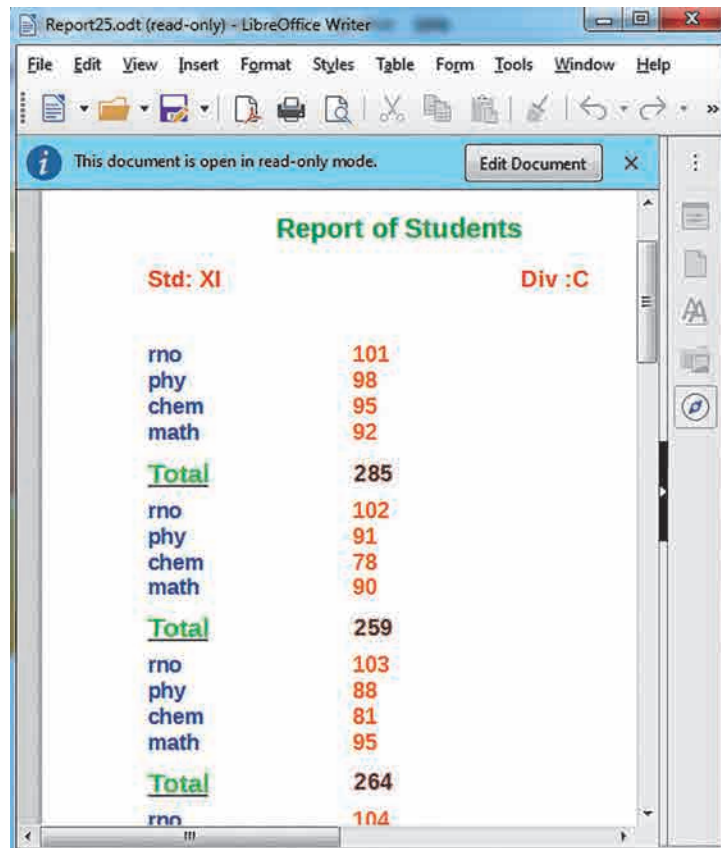 Report25.odt (read-only) - LibreOffice Writer
File Edit View Insert Format Styles Table Form Tools Window Help
This document is open in read-only mode. Edit Document
Report of Students
Std: XI Div :C
rno 101
phy 98
chem 95
math 92
Total 285
rno 102
phy 91
chem 78
math 90
Total 259
rno 103
phy 88
chem 81
math 95
Total 264
rno 104